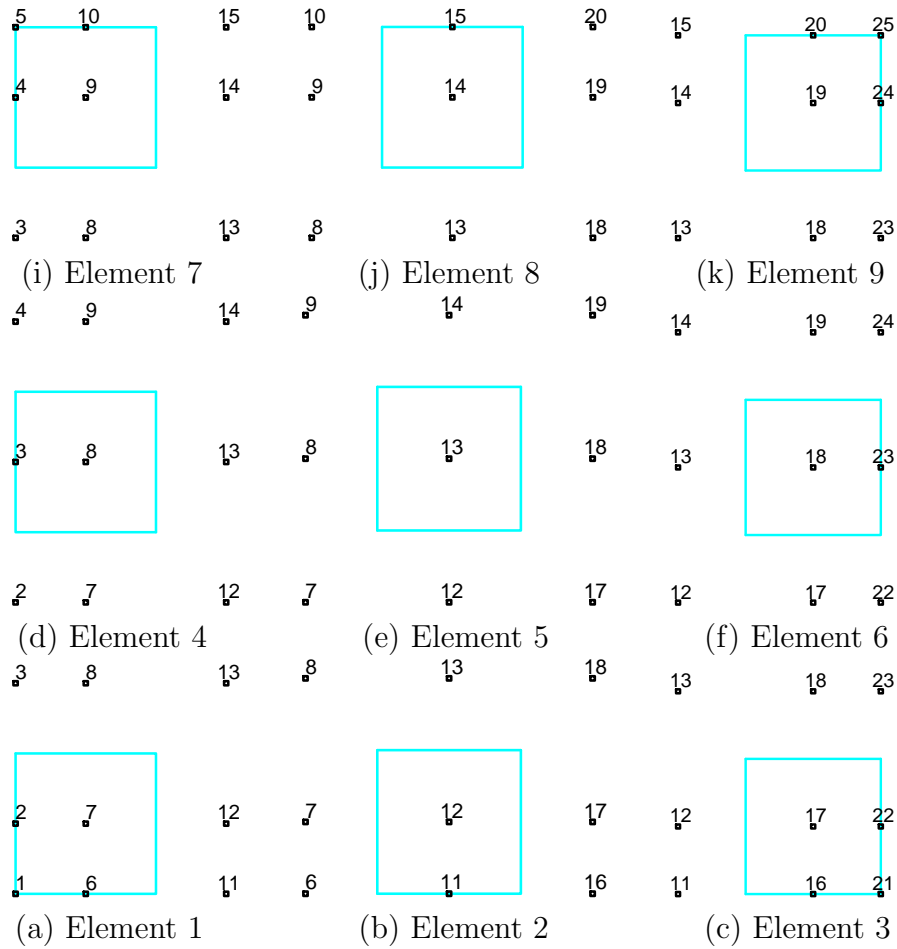 5 10 15 10 15 20 15 20 25
4 9 14 9 14 19 14 19 24
3 8 13 8 13 18 13 18 23
(i) Element 7 (j) Element 8 (k) Element 9
4 9 14 9 14 19 14 19 24
3 8 13 8 13 18 13 18 23
2 7 12 7 12 17 12 17 22
(d) Element 4 (e) Element 5 (f) Element 6
3 8 13 8 13 18 13 18 23
2 7 12 7 12 17 12 17 22
1 6 11 6 11 16 11 16 21
(a) Element 1 (b) Element 2 (c) Element 3